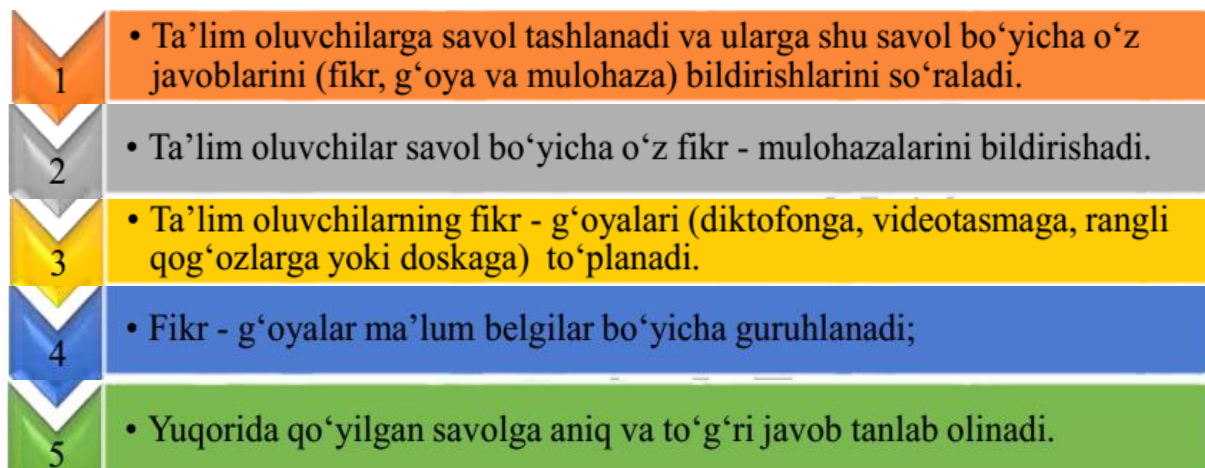 1
• Ta’lim oluvchilarga savol tashlanadi va ularga shu savol bo‘yicha o‘z
javoblarini (fikr, g‘oya va mulohaza) bildirishlarini so‘raladi.
2
• Ta’lim oluvchilar savol bo‘yicha o‘z fikr - mulohazalarini bildirishadi.
3
• Ta’lim oluvchilarning fikr - g‘oyalari (diktofonga, videotasmaga, rangli
qog‘ozlarga yoki doskaga)  to‘planadi.
4
• Fikr - g‘oyalar ma’lum belgilar bo‘yicha guruhlanadi;
5
• Yuqorida qo‘yilgan savolga aniq va to‘g‘ri javob tanlab olinadi.